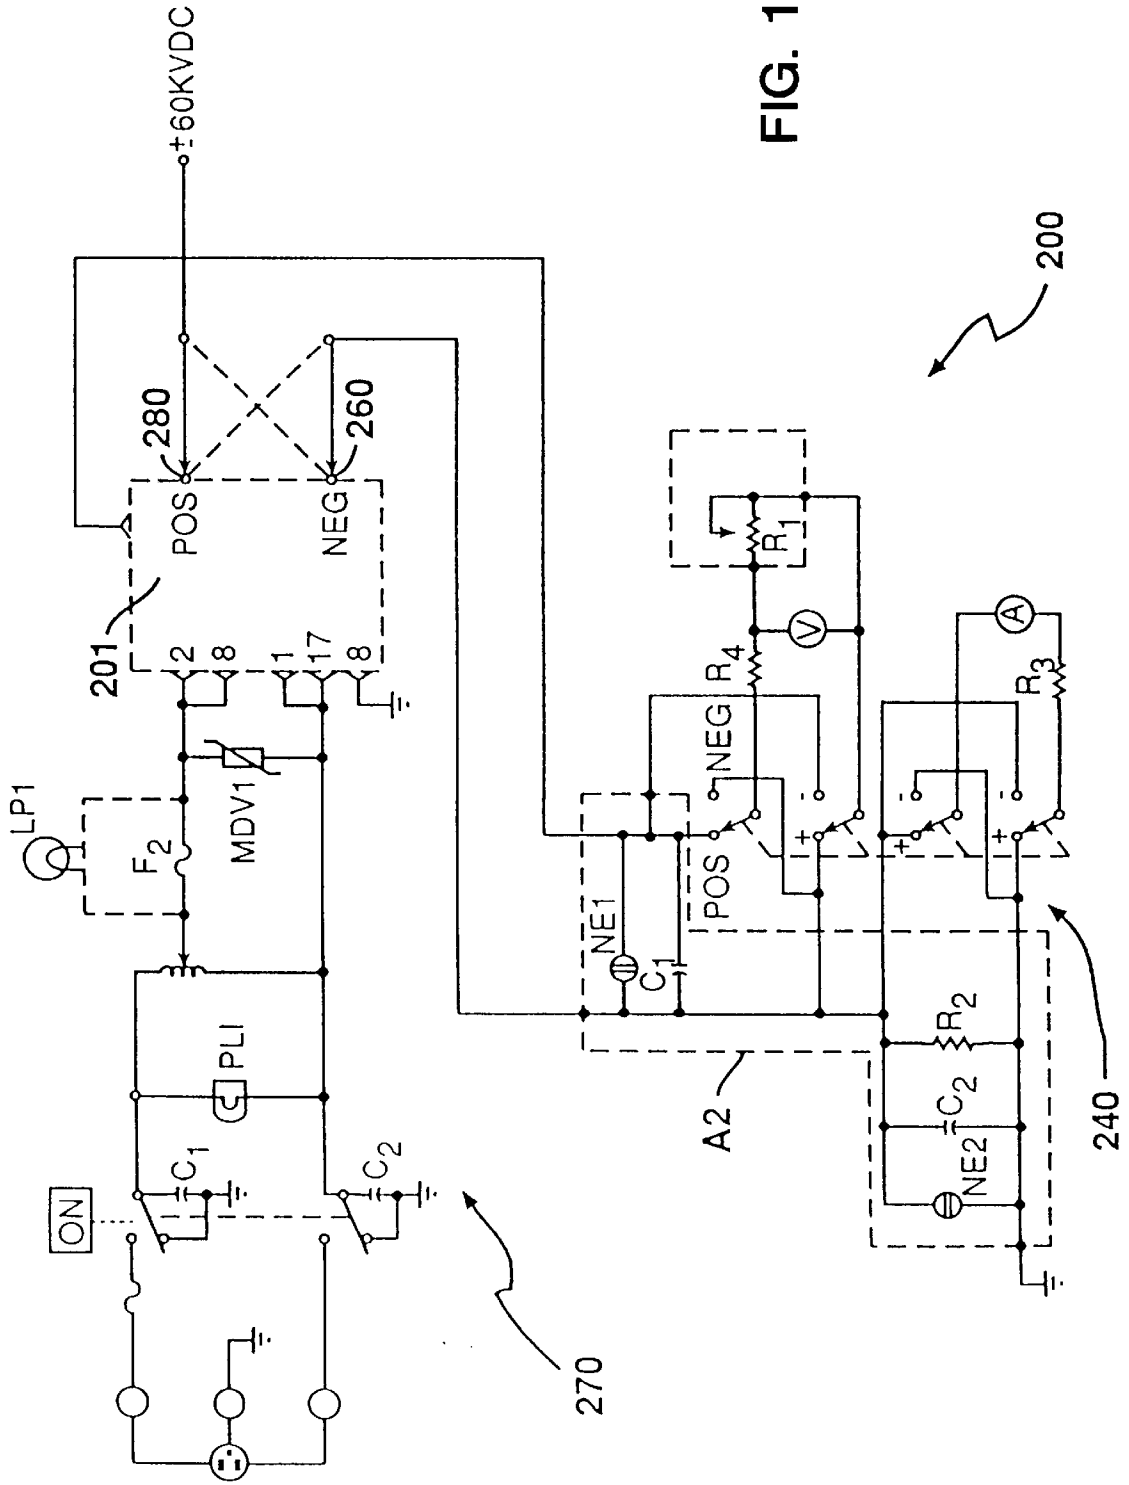 ±60KVDC
FIG. 1
LP1
F2
MDV1
201
280
260
POS
NEG
2
8
1
17
8
200
ON
C1
C2
PLI
270
NE1
C1
POS
NEG
R4
R1
V
+
-
+
-
+
-
A
R3
A2
R2
C2
NE2
240